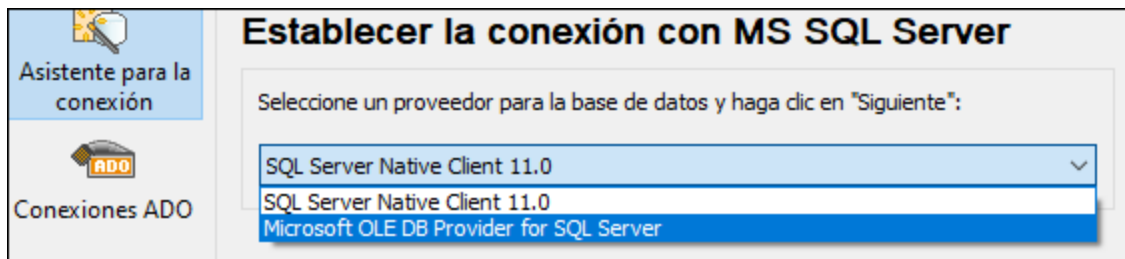 Establecer la conexión con MS SQL Server
Asistente para la
conexión
Seleccione un proveedor para la base de datos y haga clic en "Siguiente":
ADO
SQL Server Native Client 11.0
Conexiones ADO
SQL Server Native Client 11.0
Microsoft OLE DB Provider for SQL Server